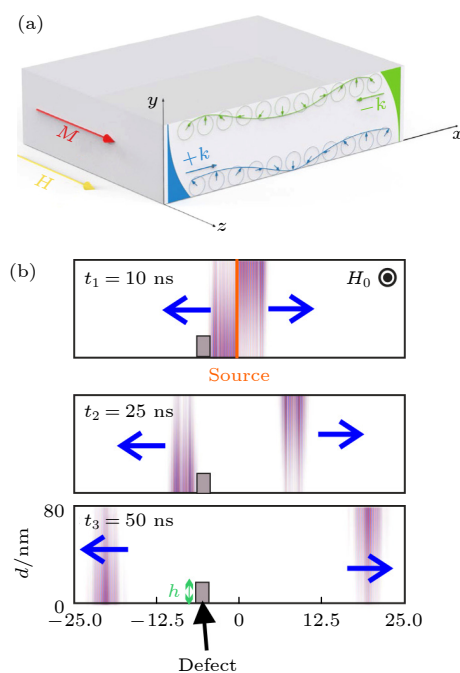 (a)
y
x
z
M
H
+k
−k
(b)
t₁ = 10 ns
H₀
Source
t₂ = 25 ns
t₃ = 50 ns
80
d/nm
h
0
−25.0 −12.5 0 12.5 25.0
Defect